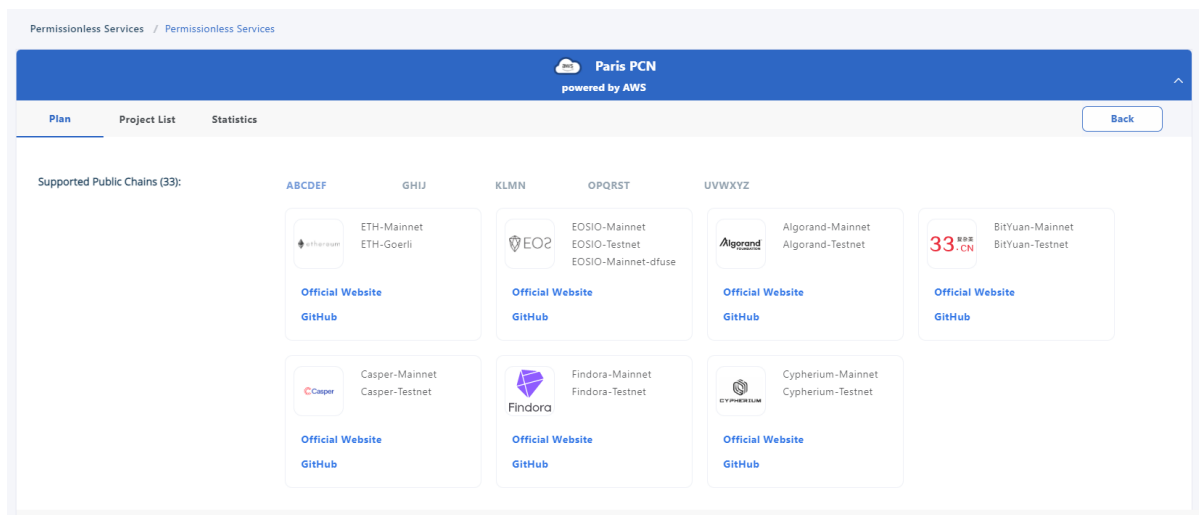 Permissionless Services / Permissionless Services
aws Paris PCN
powered by AWS
Plan Project List Statistics Back
Supported Public Chains (33):
ABCDEF GHIJ KLMN OPQRST UVWXYZ
ethereum
ETH-Mainnet
ETH-Goerli
Official Website
GitHub
EOS
EOSIO-Mainnet
EOSIO-Testnet
EOSIO-Mainnet-dfuse
Official Website
GitHub
Algorand
FOUNDATION
Algorand-Mainnet
Algorand-Testnet
Official Website
GitHub
33.CN
BitYuan-Mainnet
BitYuan-Testnet
Official Website
GitHub
Casper
Casper-Mainnet
Casper-Testnet
Official Website
GitHub
Findora
Findora-Mainnet
Findora-Testnet
Official Website
GitHub
CYPHERIUM
Cypherium-Mainnet
Cypherium-Testnet
Official Website
GitHub